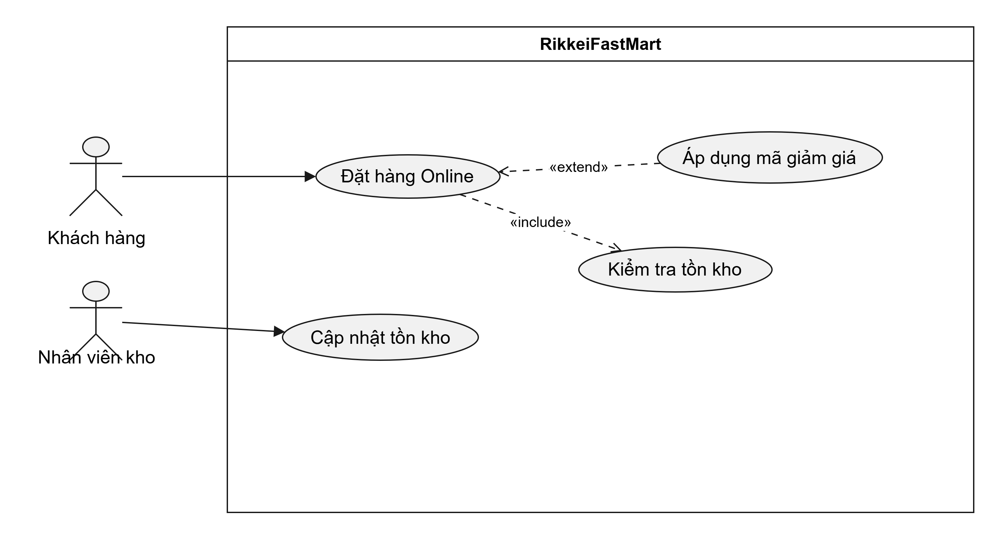 RikkeiFastMart
Đặt hàng Online
«extend»
Áp dụng mã giảm giá
«include»
Khách hàng
Kiểm tra tồn kho
Cập nhật tồn kho
Nhân viên kho